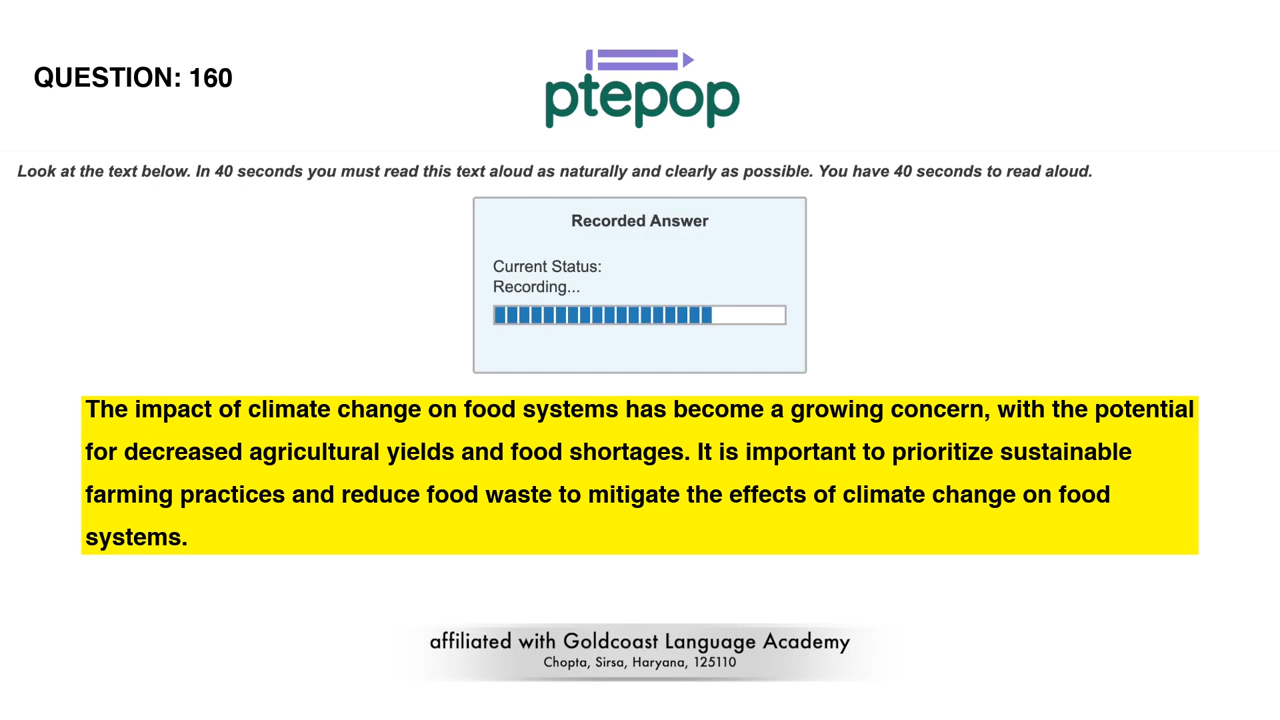 QUESTION: 160
ptepop
Look at the text below. In 40 seconds you must read this text aloud as naturally and clearly as possible. You have 40 seconds to read aloud.
Recorded Answer
Current Status:
Recording...
The impact of climate change on food systems has become a growing concern, with the potential
for decreased agricultural yields and food shortages. It is important to prioritize sustainable
farming practices and reduce food waste to mitigate the effects of climate change on food
systems.
affiliated with Goldcoast Language Academy
Chopta, Sirsa, Haryana, 125110